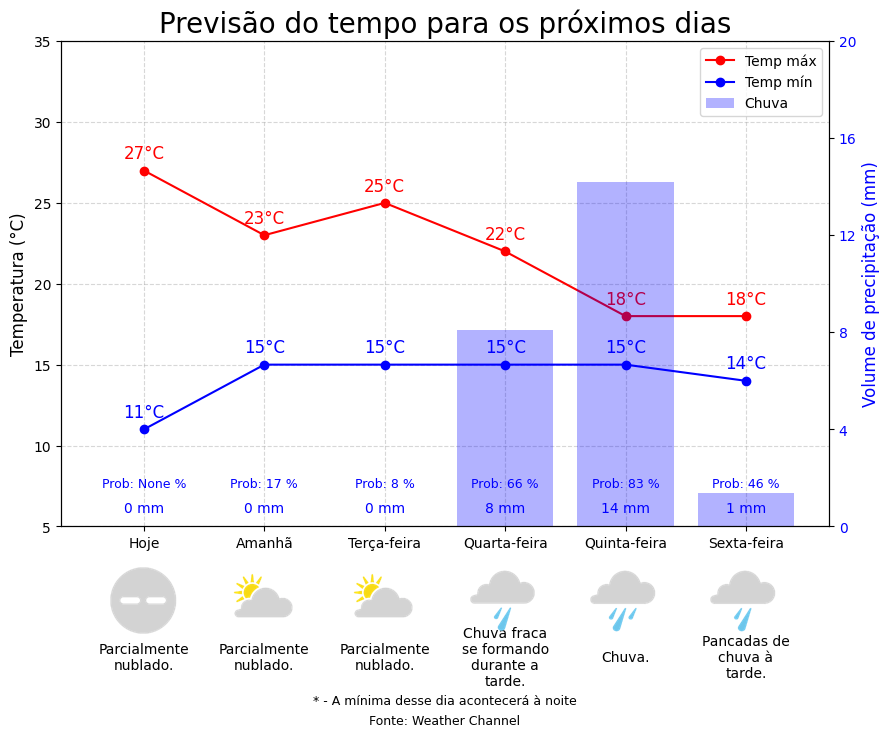 Previsão do tempo para os próximos dias
35
30
25
20
15
10
5
Temperatura (°C)
20
16
12
8
4
0
Volume de precipitação (mm)
Temp máx
Temp mín
Chuva
27°C
23°C
25°C
22°C
18°C
18°C
11°C
15°C
15°C
15°C
15°C
14°C
Prob: None %
Prob: 17 %
Prob: 8 %
Prob: 66 %
Prob: 83 %
Prob: 46 %
0 mm
0 mm
0 mm
8 mm
14 mm
1 mm
Hoje
Amanhã
Terça-feira
Quarta-feira
Quinta-feira
Sexta-feira
Parcialmente
nublado.
Parcialmente
nublado.
Parcialmente
nublado.
Chuva fraca
se formando
durante a
tarde.
Chuva.
Pancadas de
chuva à
tarde.
* - A mínima desse dia acontecerá à noite
Fonte: Weather Channel